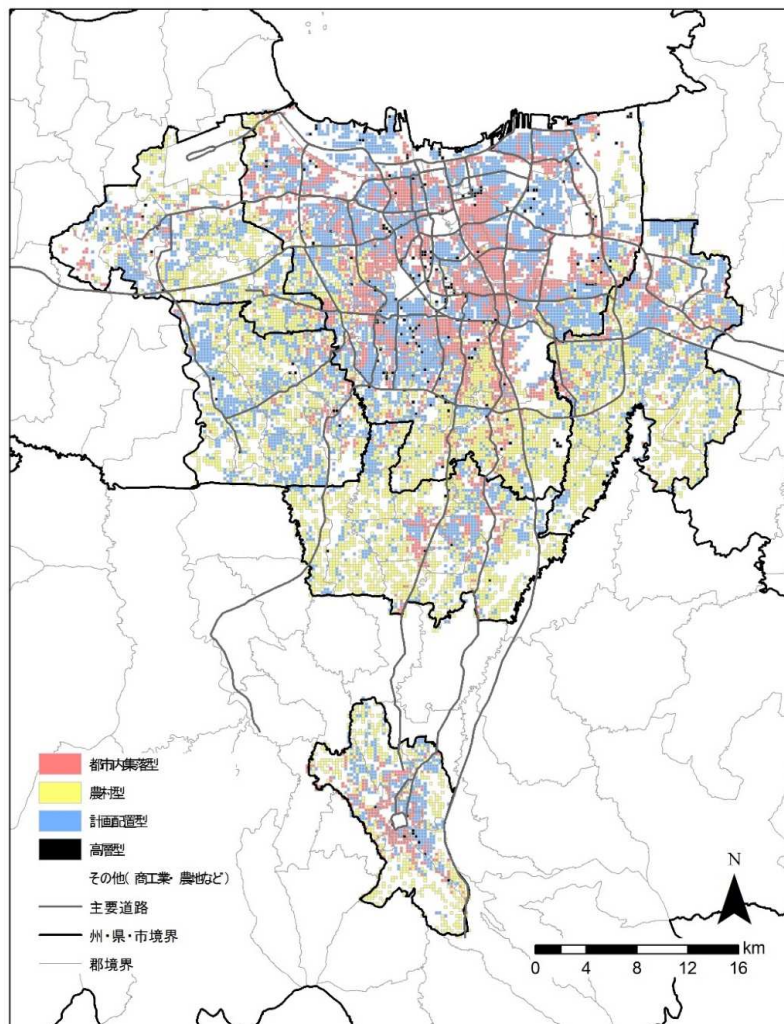 都市内集落型
農村型
計画配置型
高層型
その他(商工業・農地など)
主要道路
州・県・市境界
郡境界
N
km
0 4 8 12 16